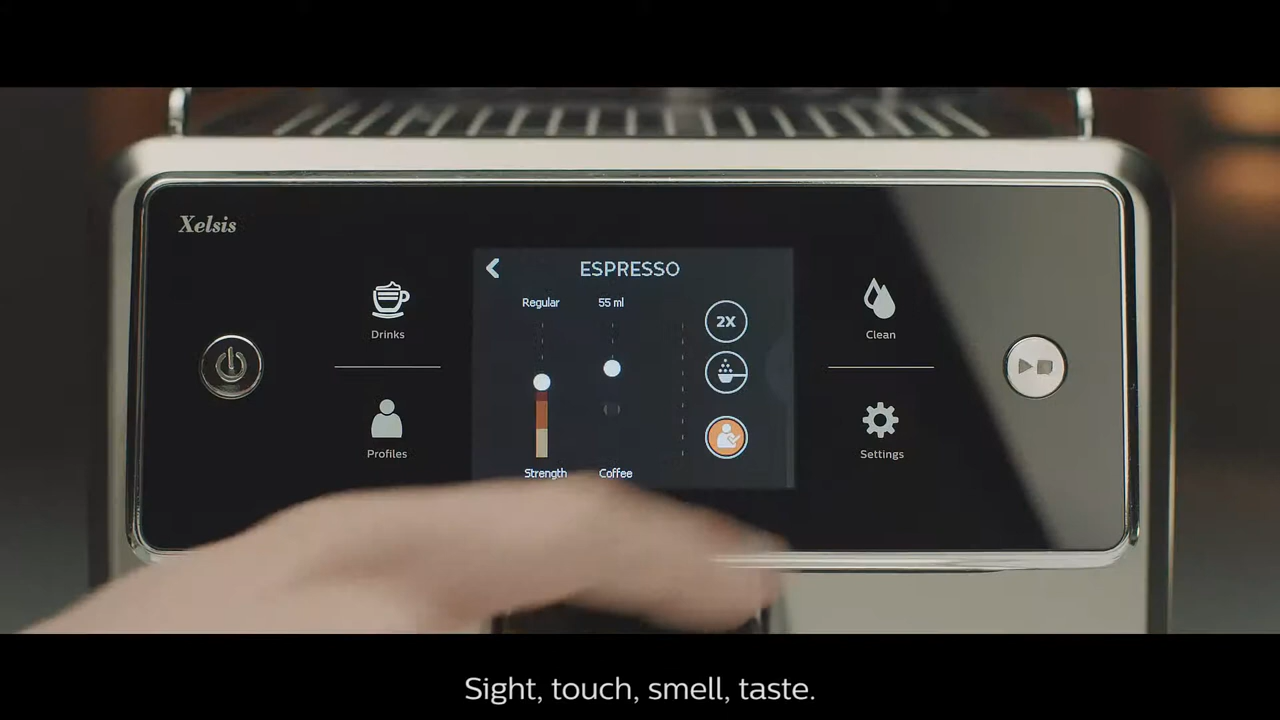 Xelsis
Drinks
Profiles
ESPRESSO
Regular
55 ml
2X
Strength
Coffee
Clean
Settings
Sight, touch, smell, taste.